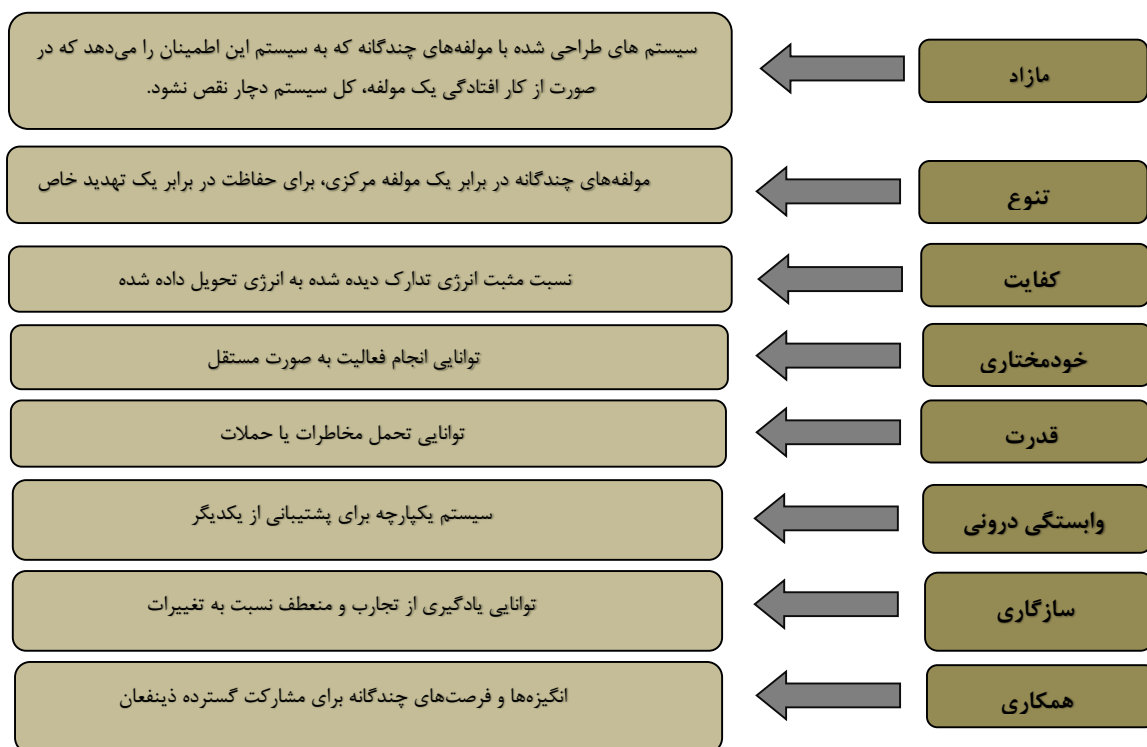 مازاد
سیستم های طراحی شده با مولفه‌های چندگانه که به سیستم این اطمینان را می‌دهد که در
صورت از کار افتادگی یک مولفه، کل سیستم دچار نقص نشود.
تنوع
مولفه‌های چندگانه در برابر یک مولفه مرکزی، برای حفاظت در برابر یک تهدید خاص
کفایت
نسبت مثبت انرژی تدارک دیده شده به انرژی تحویل داده شده
خودمختاری
توانایی انجام فعالیت به صورت مستقل
قدرت
توانایی تحمل مخاطرات یا حملات
وابستگی درونی
سیستم یکپارچه برای پشتیبانی از یکدیگر
سازگاری
توانایی یادگیری از تجارب و منعطف نسبت به تغییرات
همکاری
انگیزه‌ها و فرصت‌های چندگانه برای مشارکت گسترده ذینفعان